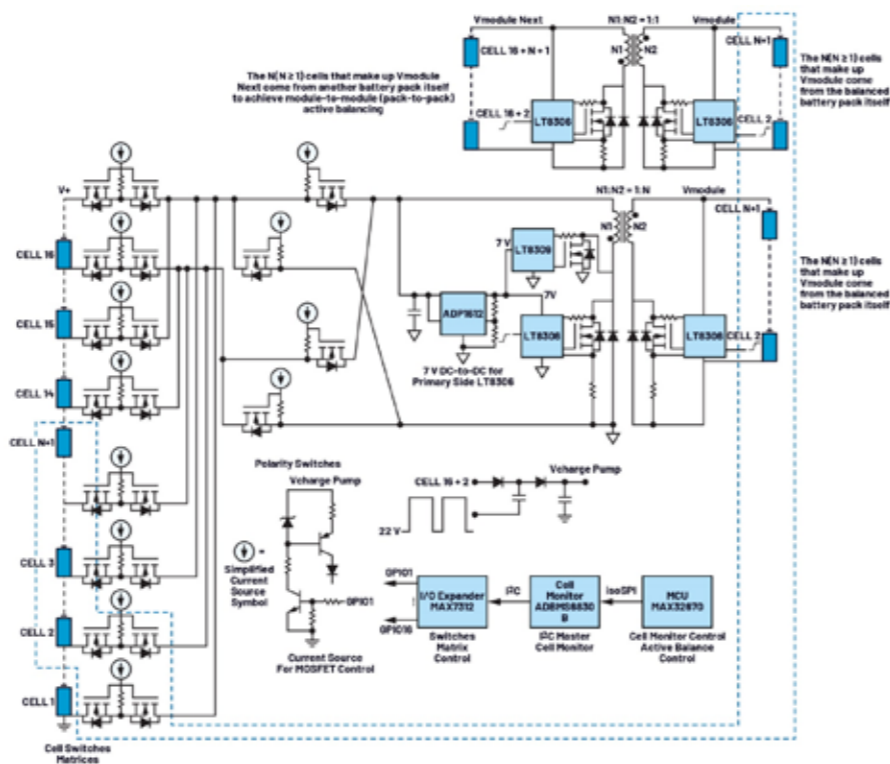 Vmodule Next
N1:N2 = 1:1
Vmodule
CELL 16 + N + 1
N1
N2
CELL N+1
The N(N ≥ 1) cells that make up Vmodule
Next come from another battery pack itself
to achieve module-to-module (pack-to-pack)
active balancing
The N(N ≥ 1) cells
that make up
Vmodule come
from the balanced
battery pack itself
CELL 16 + 2
LT8306
LT8306
CELL 2
V+
N1:N2 = 1:N
Vmodule
CELL N+1
N1
N2
CELL 16
7 V
LT8309
The N(N ≥ 1) cells
that make up
Vmodule come
from the balanced
battery pack itself
7V
ADP1612
CELL 15
LT8306
LT8306
CELL 2
7 V DC-to-DC for
Primary Side LT8306
CELL 14
CELL N+1
Polarity Switches
Vcharge Pump
CELL 16 + 2
Vcharge Pump
22 V
=
Simplified
Current
Source
Symbol
CELL 3
GPIO1
GPIO1
I/O Expander
MAX7312
I²C
Cell
Monitor
ADBMS6830
B
isoSPI
MCU
MAX32670
GPIO16
CELL 2
Current Source
For MOSFET Control
Switches
Matrix
Control
I²C Master
Cell Monitor
Cell Monitor Control
Active Balance
Control
CELL 1
Cell Switches
Matrices